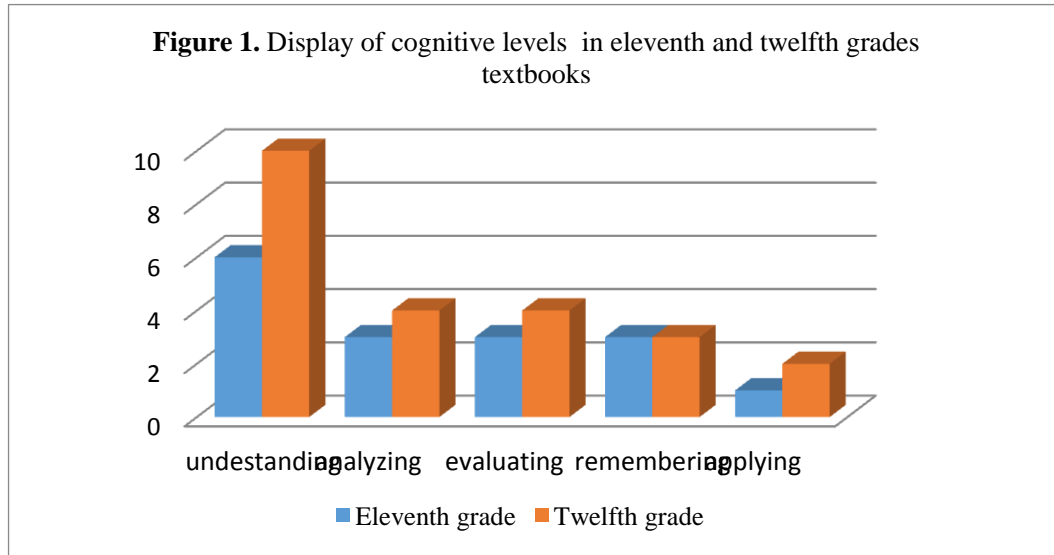 Figure 1. Display of cognitive levels in eleventh and twelfth grades
textbooks
10
8
6
4
2
0
undestanding analyzing evaluating remembering applying
Eleventh grade Twelfth grade